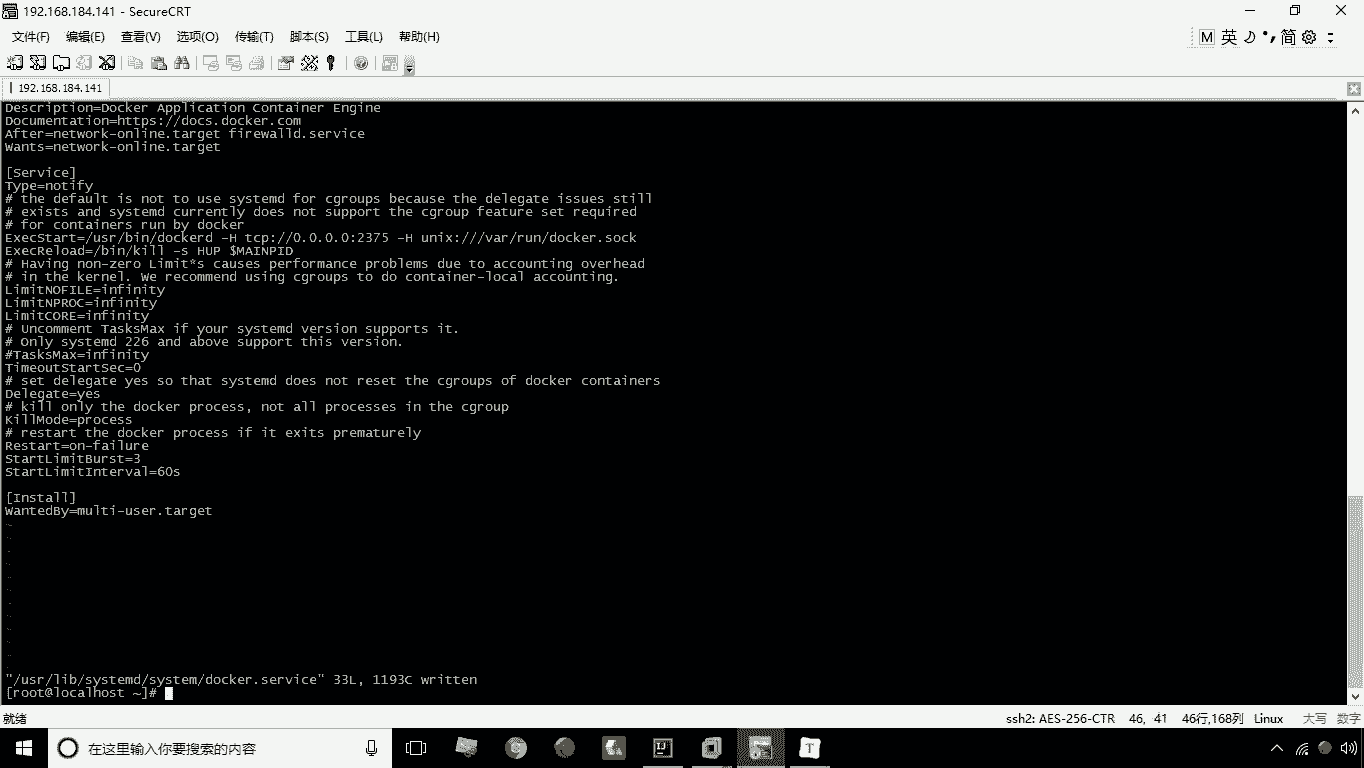 192.168.184.141 - SecureCRT
文件(F) 编辑(E) 查看(V) 选项(O) 传输(T) 脚本(S) 工具(L) 帮助(H)
M 英 简
192.168.184.141
Description=Docker Application Container Engine
Documentation=https://docs.docker.com
After=network-online.target firewalld.service
Wants=network-online.target
[Service]
Type=notify
# the default is not to use systemd for cgroups because the delegate issues still
# exists and systemd currently does not support the cgroup feature set required
# for containers run by docker
ExecStart=/usr/bin/dockerd -H tcp://0.0.0.0:2375 -H unix:///var/run/docker.sock
ExecReload=/bin/kill -s HUP $MAINPID
# Having non-zero Limit*s causes performance problems due to accounting overhead
# in the kernel. We recommend using cgroups to do container-local accounting.
LimitNOFILE=infinity
LimitNPROC=infinity
LimitCORE=infinity
# Uncomment TasksMax if your systemd version supports it.
# Only systemd 226 and above support this version.
#TasksMax=infinity
TimeoutStartSec=0
# set delegate yes so that systemd does not reset the cgroups of docker containers
Delegate=yes
# kill only the docker process, not all processes in the cgroup
KillMode=process
# restart the docker process if it exits prematurely
Restart=on-failure
StartLimitBurst=3
StartLimitInterval=60s
[Install]
WantedBy=multi-user.target
"/usr/lib/systemd/system/docker.service" 33L, 1193C written
[root@localhost ~]#
就绪 ssh2: AES-256-CTR 46, 41 46行,168列 Linux 大写 数字
在这里输入你要搜索的内容